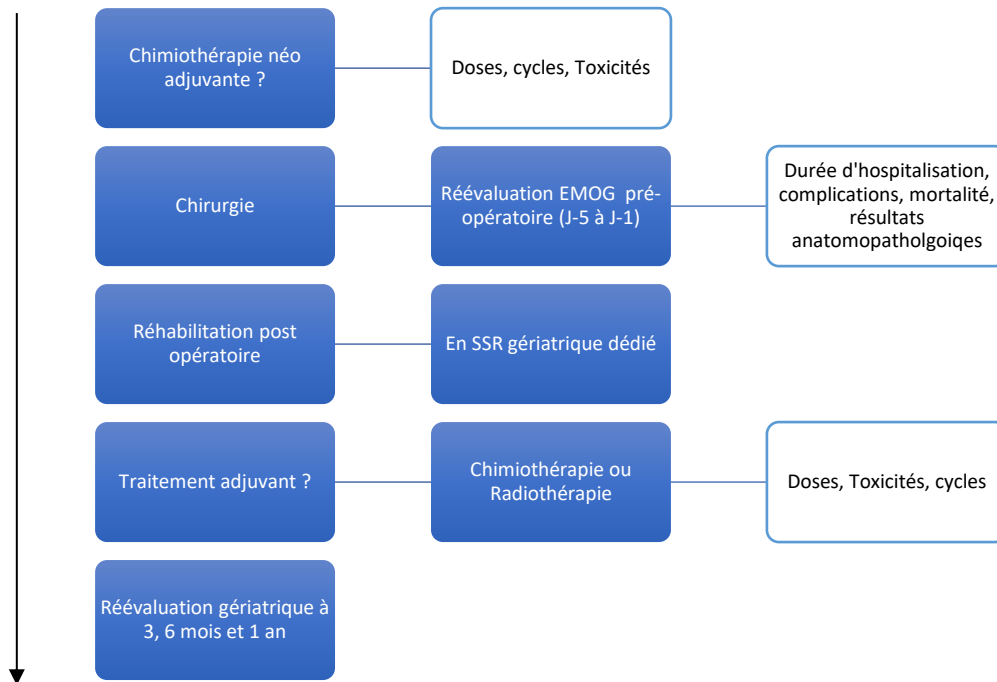 Chimiothérapie néo
adjuvante ?
Doses, cycles, Toxicités
Chirurgie
Réévaluation EMOG pré-
opératoire (J-5 à J-1)
Durée d'hospitalisation,
complications, mortalité,
résultats
anatomopatholgoiqes
Réhabilitation post
opératoire
En SSR gériatrique dédié
Traitement adjuvant ?
Chimiothérapie ou
Radiothérapie
Doses, Toxicités, cycles
Réévaluation gériatrique à
3, 6 mois et 1 an